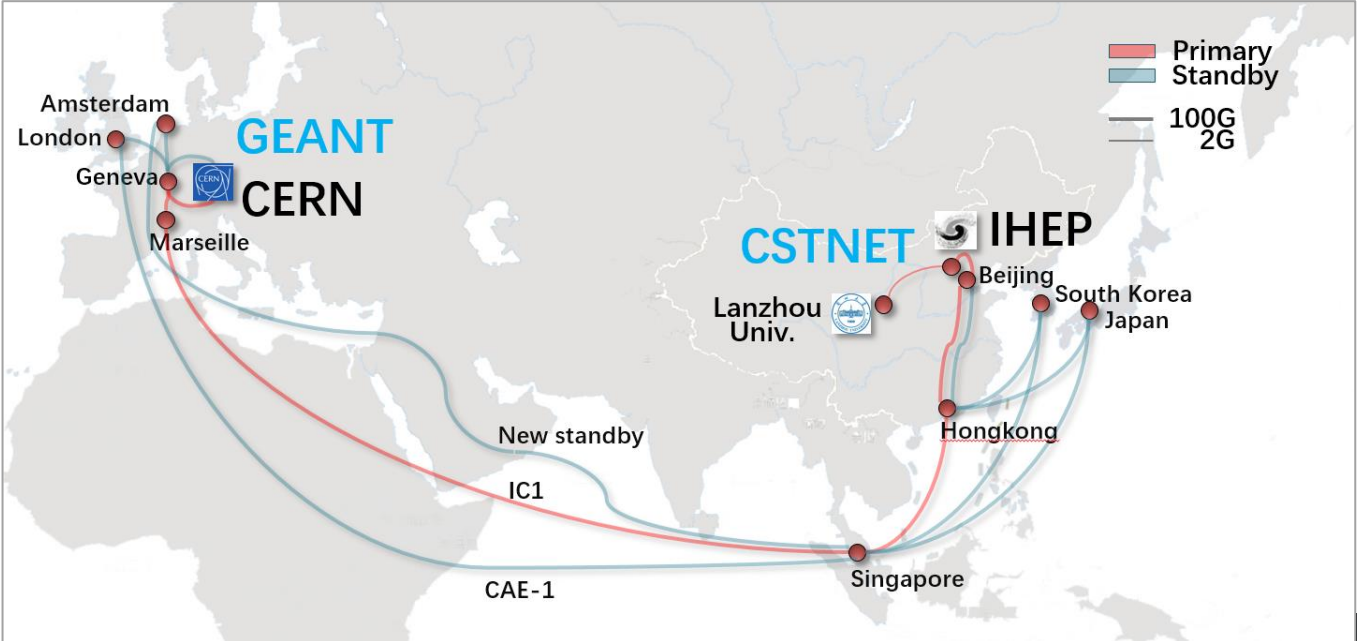 Primary
Standby
100G
2G
Amsterdam
London
GEANT
Geneva
CERN
CERN
Marseille
CSTNET
IHEP
Beijing
Lanzhou
Univ.
South Korea
Japan
Hongkong
New standby
IC1
CAE-1
Singapore